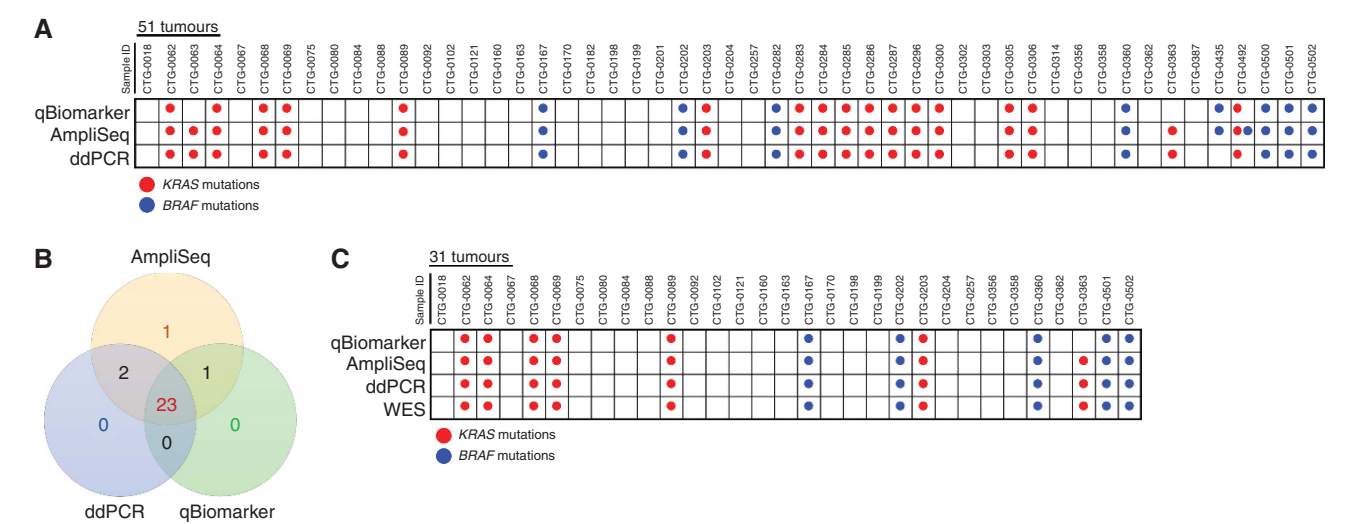 A
51 tumours
Sample ID
CTG-0018
CTG-0062
CTG-0063
CTG-0064
CTG-0067
CTG-0068
CTG-0069
CTG-0075
CTG-0080
CTG-0084
CTG-0088
CTG-0089
CTG-0092
CTG-0102
CTG-0121
CTG-0160
CTG-0163
CTG-0167
CTG-0170
CTG-0182
CTG-0198
CTG-0199
CTG-0201
CTG-0202
CTG-0203
CTG-0204
CTG-0257
CTG-0282
CTG-0283
CTG-0284
CTG-0285
CTG-0286
CTG-0287
CTG-0296
CTG-0300
CTG-0302
CTG-0303
CTG-0305
CTG-0306
CTG-0314
CTG-0356
CTG-0358
CTG-0360
CTG-0362
CTG-0363
CTG-0387
CTG-0435
CTG-0492
CTG-0500
CTG-0501
CTG-0502
qBiomarker
AmpliSeq
ddPCR
KRAS mutations
BRAF mutations
B
AmpliSeq
1
2
1
23
0
0
0
ddPCR
qBiomarker
C
31 tumours
Sample ID
CTG-0018
CTG-0062
CTG-0064
CTG-0067
CTG-0068
CTG-0069
CTG-0075
CTG-0080
CTG-0084
CTG-0088
CTG-0089
CTG-0092
CTG-0102
CTG-0121
CTG-0160
CTG-0163
CTG-0167
CTG-0170
CTG-0198
CTG-0199
CTG-0202
CTG-0203
CTG-0204
CTG-0257
CTG-0356
CTG-0358
CTG-0360
CTG-0362
CTG-0363
CTG-0501
CTG-0502
qBiomarker
AmpliSeq
ddPCR
WES
KRAS mutations
BRAF mutations